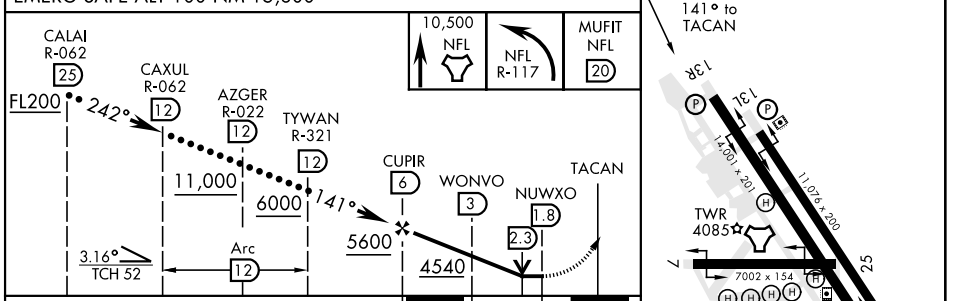 EMERG SAFE ALT 100 NM 15,500
CALAI
R-062
25
FL200
242°
CAXUL
R-062
12
AZGER
R-022
12
11,000
TYWAN
R-321
12
6000
141°
CUPIR
6
5600
WONVO
3
4540
NUWXO
1.8
2.3
TACAN
3.16°
TCH 52
Arc
12
10,500
NFL
NFL
R-117
MUFIT
NFL
20
141° to
TACAN
13R
13L
P
P
14,001 x 201
11,076 x 200
H
TWR
4085
7
7002 x 154
25
H
H
H
H
H